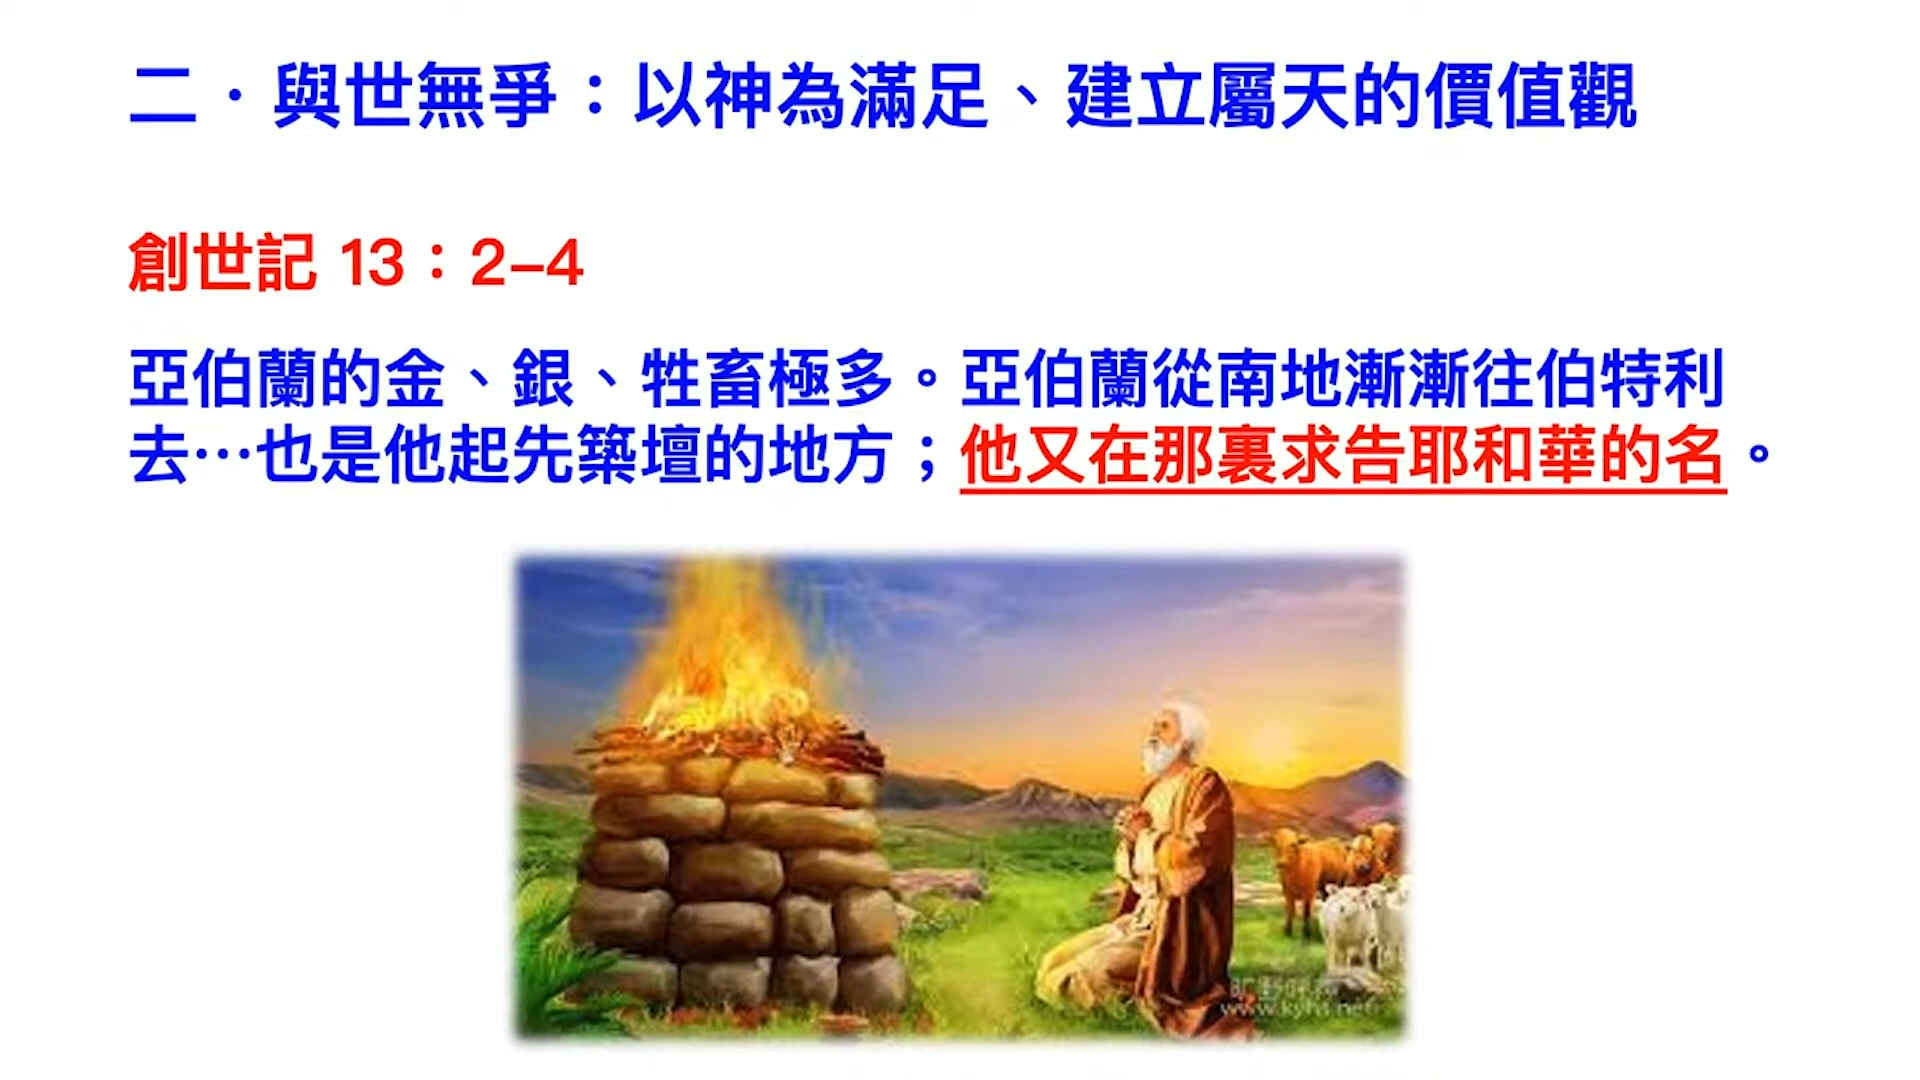 二．與世無爭：以神為滿足、建立屬天的價值觀
創世記 13：2–4
亞伯蘭的金、銀、牲畜極多。亞伯蘭從南地漸漸往伯特利
去…也是他起先築壇的地方；他又在那裏求告耶和華的名。
www.kyhs.net